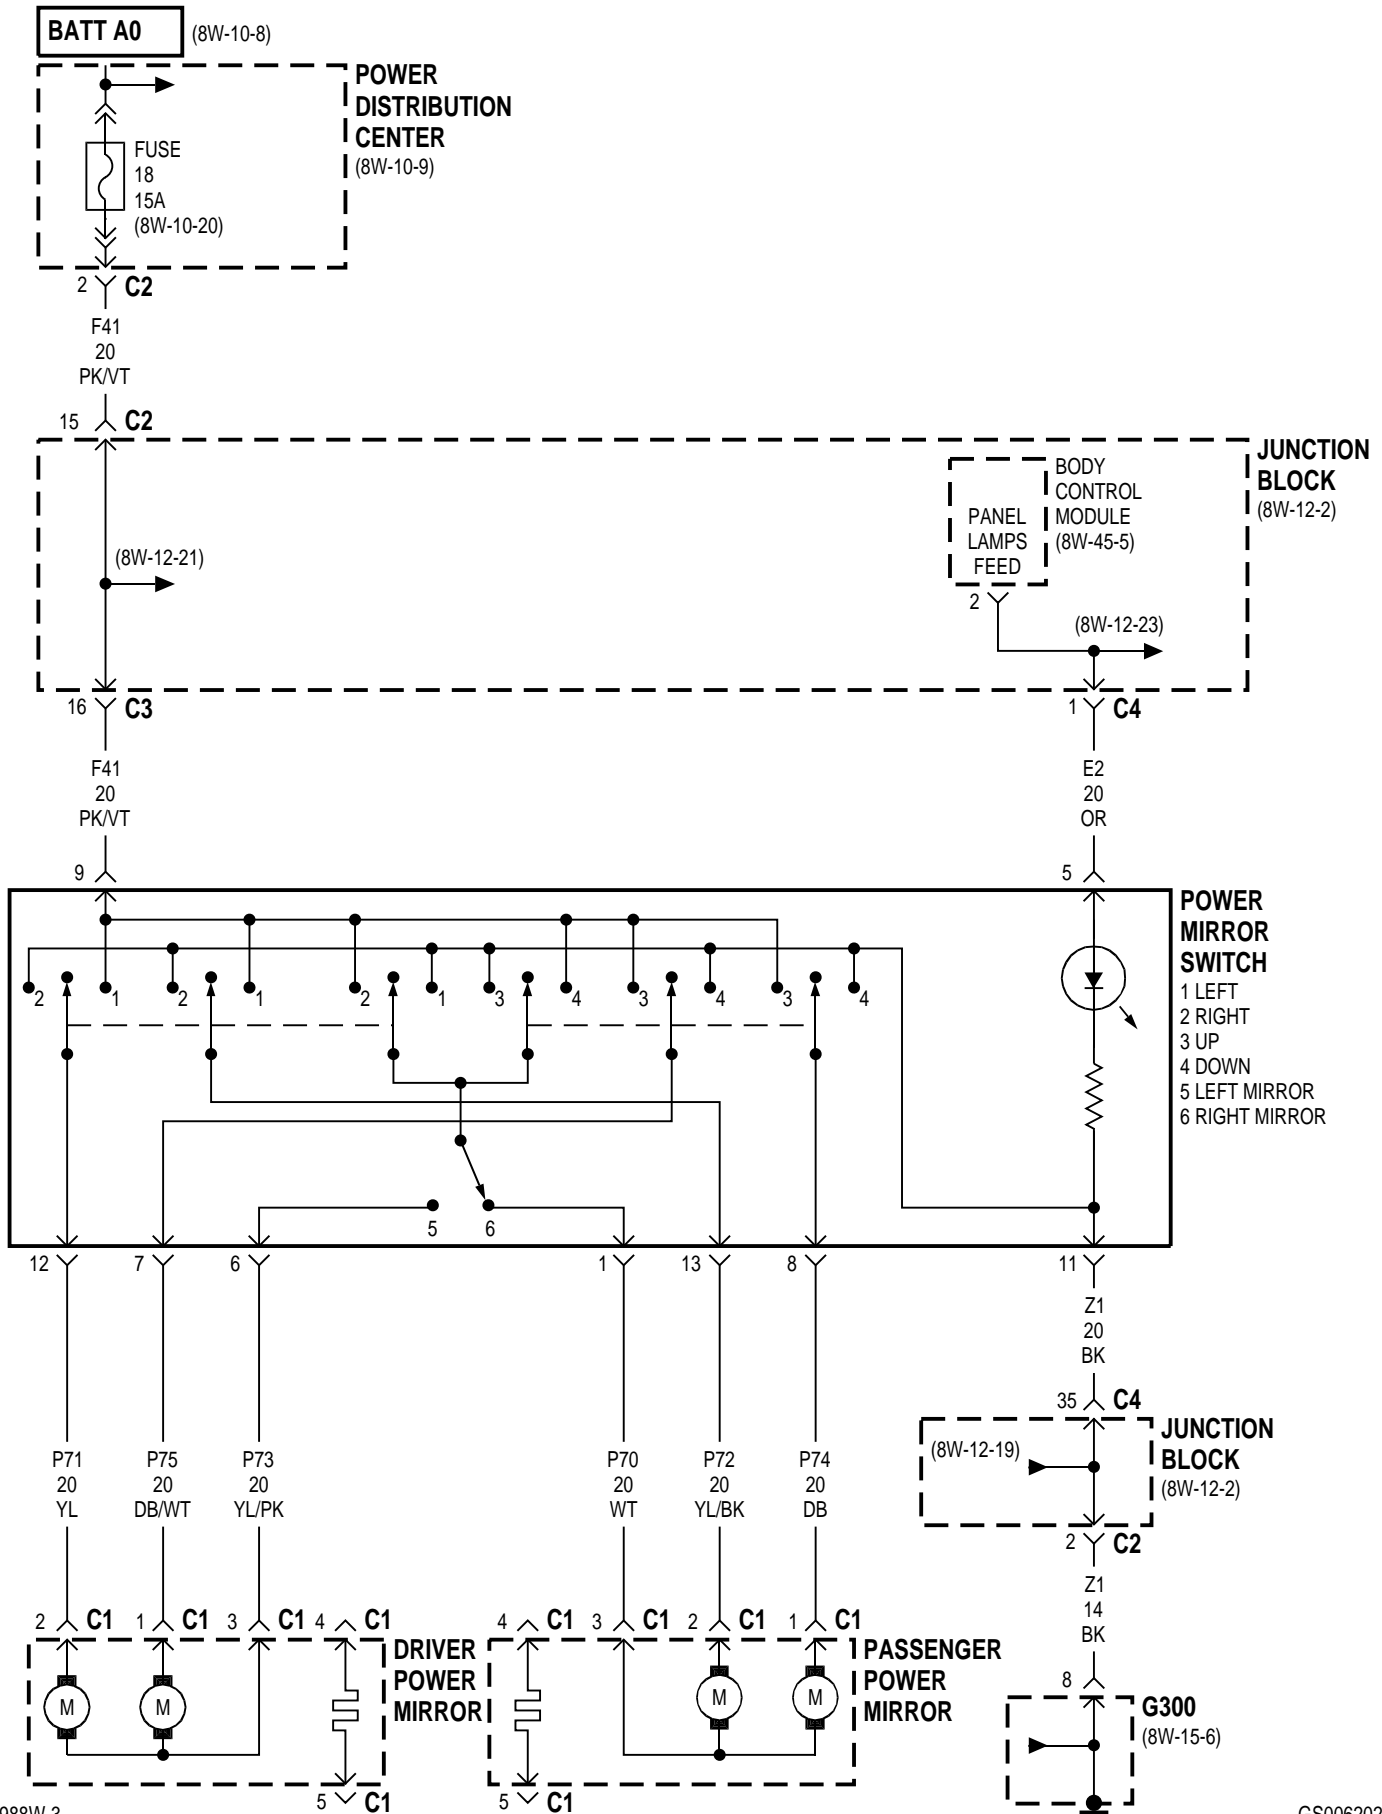 BATT A0 (8W-10-8)
POWER
DISTRIBUTION
CENTER
(8W-10-9)
FUSE
18
15A
(8W-10-20)
2 C2
F41
20
PK/VT
15 C2
JUNCTION
BLOCK
(8W-12-2)
BODY
CONTROL
MODULE
(8W-45-5)
PANEL
LAMPS
FEED
(8W-12-21)
2
(8W-12-23)
16 C3
1 C4
F41
20
PK/VT
E2
20
OR
9
5
POWER
MIRROR
SWITCH
1 LEFT
2 RIGHT
3 UP
4 DOWN
5 LEFT MIRROR
6 RIGHT MIRROR
2 1 2 1 2 1 3 4 3 4 3 4
5 6
12 7 6 1 13 8 11
Z1
20
BK
35 C4
JUNCTION
BLOCK
(8W-12-2)
(8W-12-19)
2 C2
P71
20
YL
P75
20
DB/WT
P73
20
YL/PK
P70
20
WT
P72
20
YL/BK
P74
20
DB
Z1
14
BK
2 C1 1 C1 3 C1 4 C1
4 C1 3 C1 2 C1 1 C1
DRIVER
POWER
MIRROR
M M
PASSENGER
POWER
MIRROR
M M
8
G300
(8W-15-6)
5 C1
5 C1
988W-3